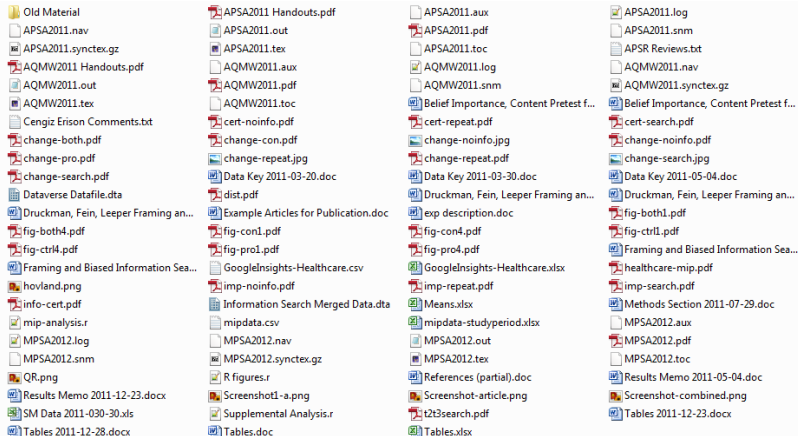 Old Material APSA2011 Handouts.pdf APSA2011.aux APSA2011.log
APSA2011.nav APSA2011.out APSA2011.pdf APSA2011.snm
APSA2011.synctex.gz APSA2011.tex APSA2011.toc APSR Reviews.txt
AQMW2011 Handouts.pdf AQMW2011.aux AQMW2011.log AQMW2011.nav
AQMW2011.out AQMW2011.pdf AQMW2011.snm AQMW2011.synctex.gz
AQMW2011.tex AQMW2011.toc Belief Importance, Content Pretest f... Belief Importance, Content Pretest f...
Cengiz Erison Comments.txt cert-noinfo.pdf cert-repeat.pdf cert-search.pdf
change-both.pdf change-con.pdf change-noinfo.jpg change-noinfo.pdf
change-pro.pdf change-repeat.jpg change-repeat.pdf change-search.jpg
change-search.pdf Data Key 2011-03-20.doc Data Key 2011-03-30.doc Data Key 2011-05-04.doc
Dataverse Datafile.dta dist.pdf Druckman, Fein, Leeper Framing an... Druckman, Fein, Leeper Framing an...
Druckman, Fein, Leeper Framing an... Example Articles for Publication.doc exp description.doc fig-both1.pdf
fig-both4.pdf fig-con1.pdf fig-con4.pdf fig-ctrl1.pdf
fig-ctrl4.pdf fig-pro1.pdf fig-pro4.pdf Framing and Biased Information Sea...
Framing and Biased Information Sea... GoogleInsights-Healthcare.csv GoogleInsights-Healthcare.xlsx healthcare-mip.pdf
hovland.png imp-noinfo.pdf imp-repeat.pdf imp-search.pdf
info-cert.pdf Information Search Merged Data.dta Means.xlsx Methods Section 2011-07-29.doc
mip-analysis.r mipdata.csv mipdata-studyperiod.xlsx MPSA2012.aux
MPSA2012.log MPSA2012.nav MPSA2012.out MPSA2012.pdf
MPSA2012.snm MPSA2012.synctex.gz MPSA2012.tex MPSA2012.toc
QR.png R figures.r References (partial).doc Results Memo 2011-05-04.doc
Results Memo 2011-12-23.docx Screenshot1-a.png Screenshot-article.png Screenshot-combined.png
SM Data 2011-030-30.xls Supplemental Analysis.r t2t3search.pdf Tables 2011-12-23.docx
Tables 2011-12-28.docx Tables.doc Tables.xlsx